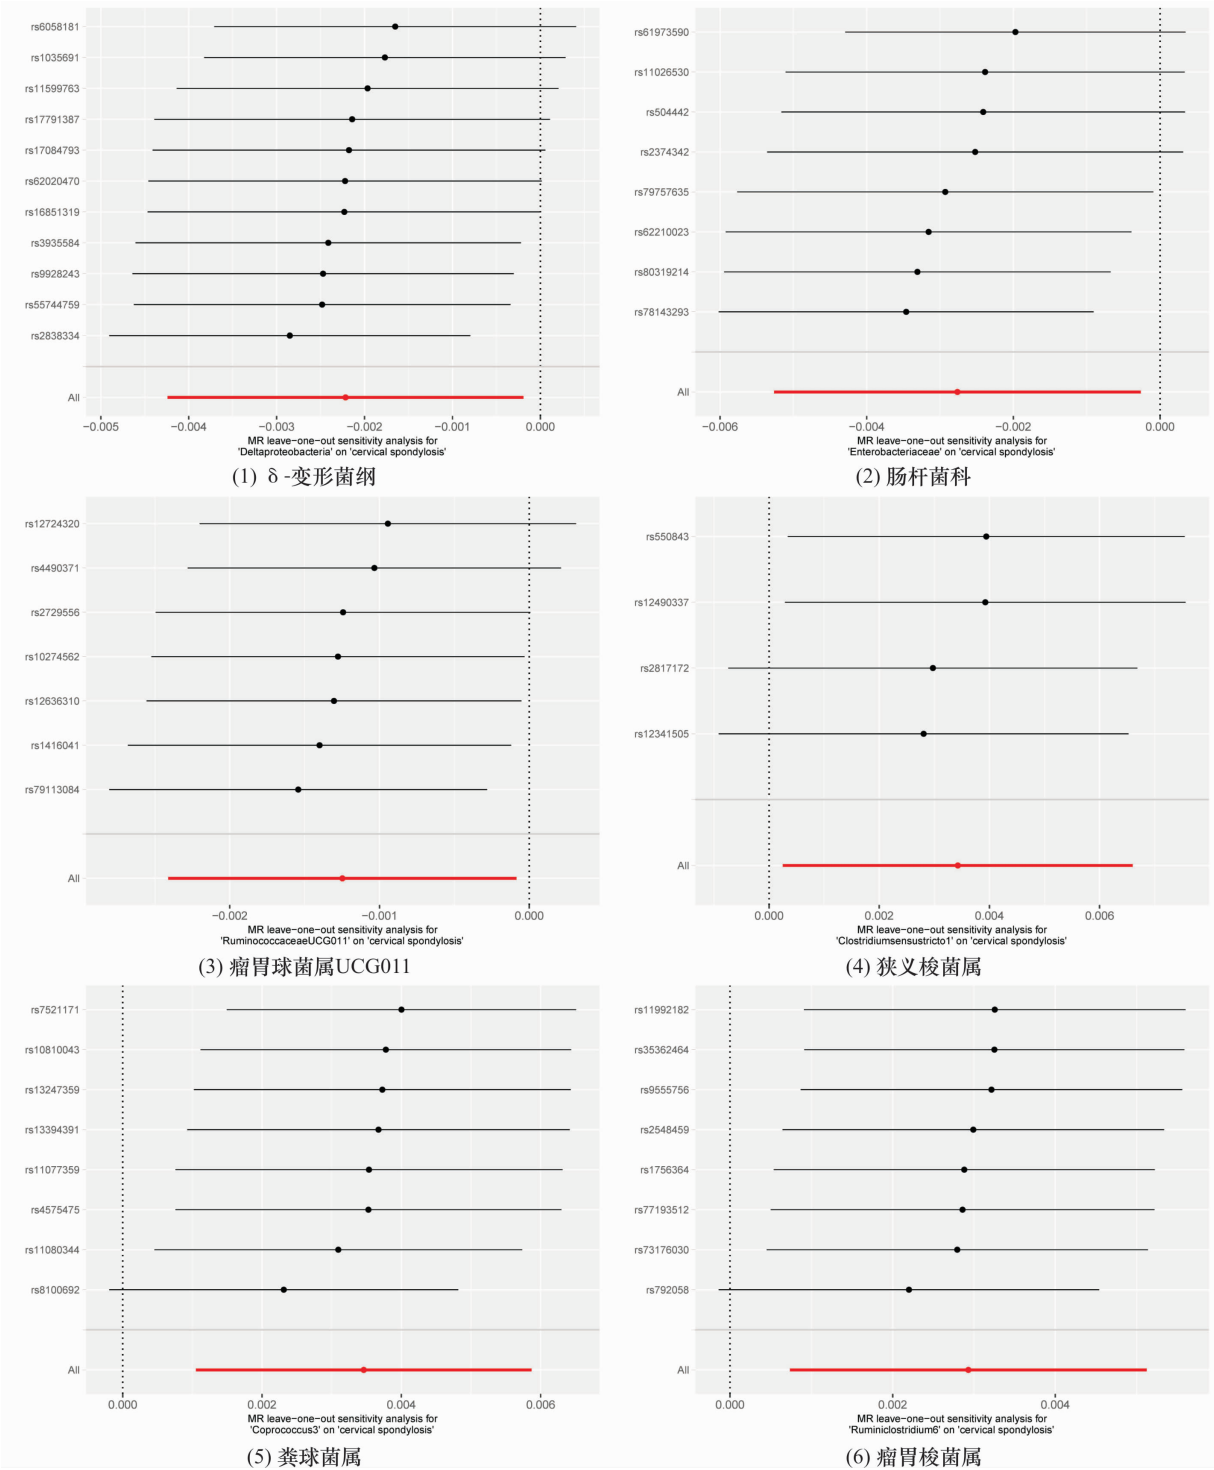 rs6058181
rs1035691
rs11599763
rs17791387
rs17084793
rs62020470
rs16851319
rs3935584
rs9928243
rs55744759
rs2838334
All
−0.005 −0.004 −0.003 −0.002 −0.001 0.000
MR leave−one−out sensitivity analysis for
'Deltaproteobacteria' on 'cervical spondylosis'
(1) δ-变形菌纲
rs61973590
rs11026530
rs504442
rs2374342
rs79757635
rs62210023
rs80319214
rs78143293
All
−0.006 −0.004 −0.002 0.000
MR leave−one−out sensitivity analysis for
'Enterobacteriaceae' on 'cervical spondylosis'
(2) 肠杆菌科
rs12724320
rs4490371
rs2729556
rs10274562
rs12636310
rs1416041
rs79113084
All
−0.002 −0.001 0.000
MR leave−one−out sensitivity analysis for
'RuminococcaceaeUCG011' on 'cervical spondylosis'
(3) 瘤胃球菌属UCG011
rs550843
rs12490337
rs2817172
rs12341505
All
0.000 0.002 0.004 0.006
MR leave−one−out sensitivity analysis for
'Clostridiumsensustricto1' on 'cervical spondylosis'
(4) 狭义梭菌属
rs7521171
rs10810043
rs13247359
rs13394391
rs11077359
rs4575475
rs11080344
rs8100692
All
0.000 0.002 0.004 0.006
MR leave−one−out sensitivity analysis for
'Coprococcus3' on 'cervical spondylosis'
(5) 粪球菌属
rs11992182
rs35362464
rs9555756
rs2548459
rs1756364
rs77193512
rs73176030
rs792058
All
0.000 0.002 0.004
MR leave−one−out sensitivity analysis for
'Ruminiclostridium6' on 'cervical spondylosis'
(6) 瘤胃梭菌属